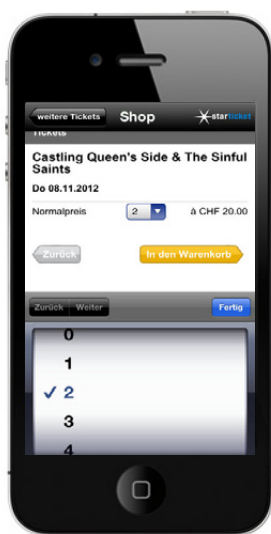 weitere Tickets Shop starticket
Tickets
Castling Queen's Side & The Sinful
Saints
Do 08.11.2012
Normalpreis 2 à CHF 20.00
Zurück In den Warenkorb
Zurück Weiter Fertig
0
1
✓ 2
3
4